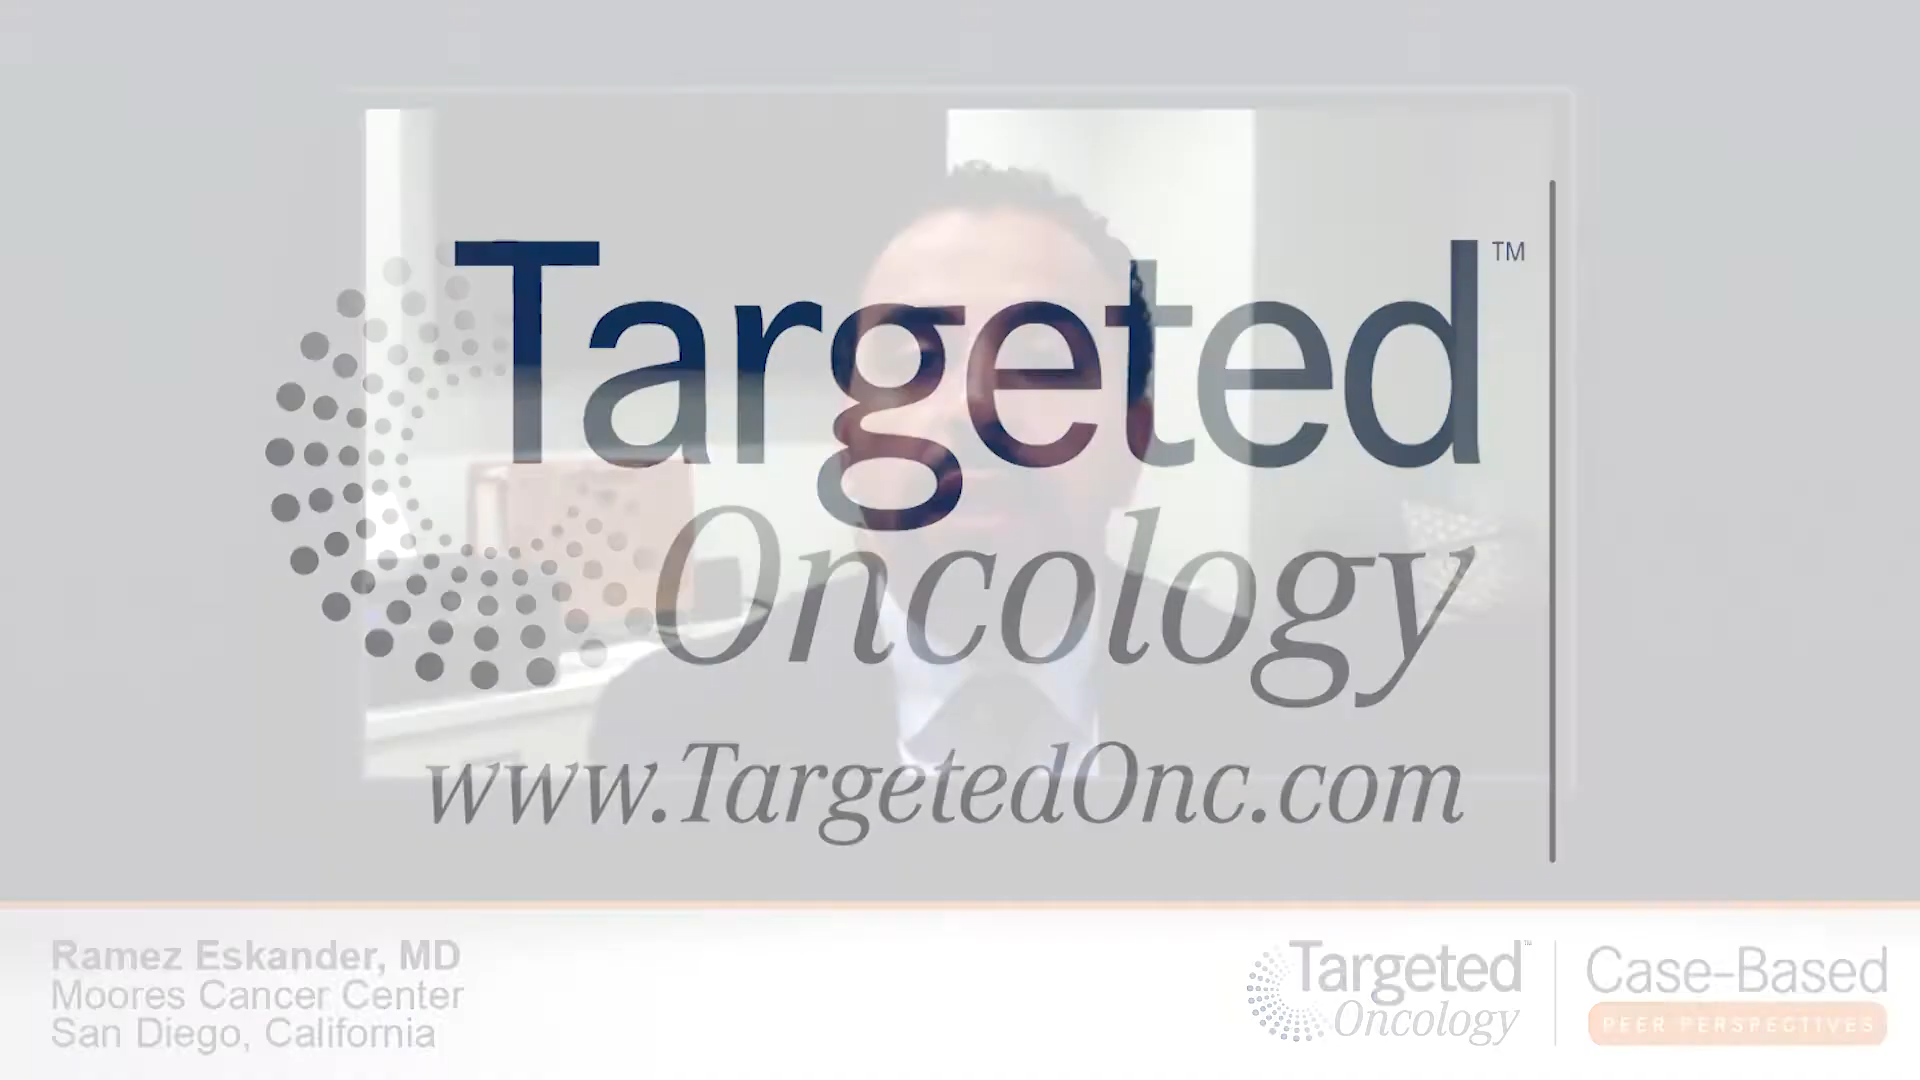 Targeted™
Oncology
www.TargetedOnc.com
Ramez Eskander, MD
Moores Cancer Center
San Diego, California
Targeted™
Oncology
Case-Based
PEER PERSPECTIVES